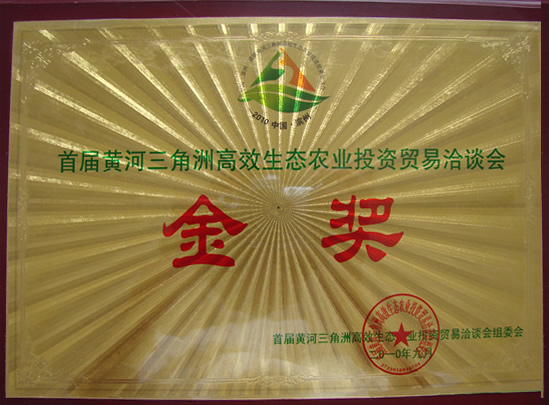 2010 中国·滨州
首届黄河三角洲高效生态农业投资贸易洽谈会
金奖
首届黄河三角洲高效生态农业投资贸易洽谈会组委会
二〇一〇年九月